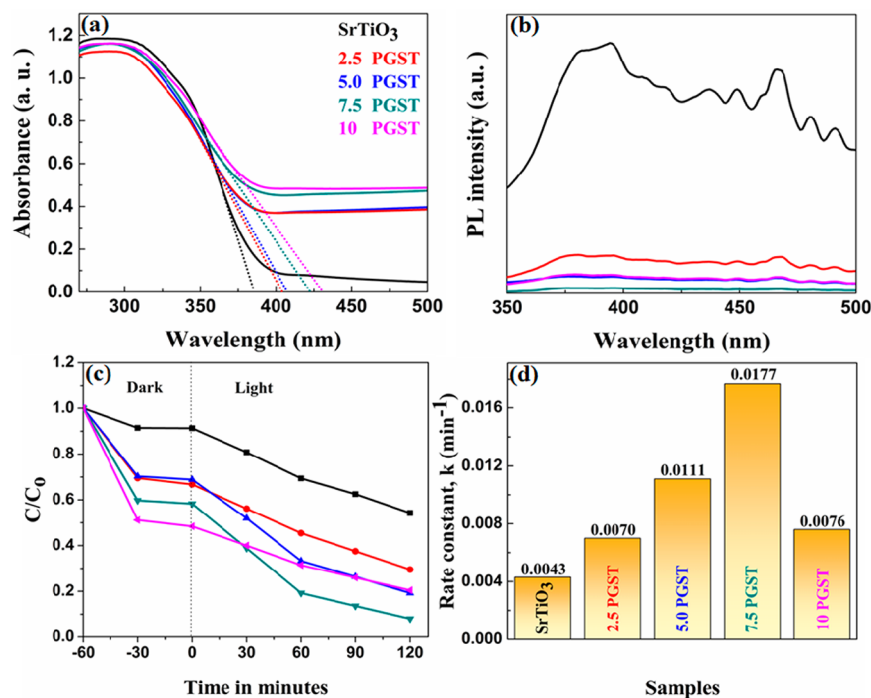 (a)
SrTiO3
2.5 PGST
5.0 PGST
7.5 PGST
10 PGST
Absorbance (a. u. )
1.2
1.0
0.8
0.6
0.4
0.2
0.0
300 350 400 450 500
Wavelength (nm)
(b)
PL intensity (a.u.)
350 400 450 500
Wavelength (nm)
(c)
Dark Light
C/C0
1.2
1.0
0.8
0.6
0.4
0.2
0.0
-60 -30 0 30 60 90 120
Time in minutes
(d)
Rate constant, k (min⁻¹)
0.016
0.012
0.008
0.004
0.000
0.0043
0.0070
0.0111
0.0177
0.0076
SrTiO3
2.5 PGST
5.0 PGST
7.5 PGST
10 PGST
Samples